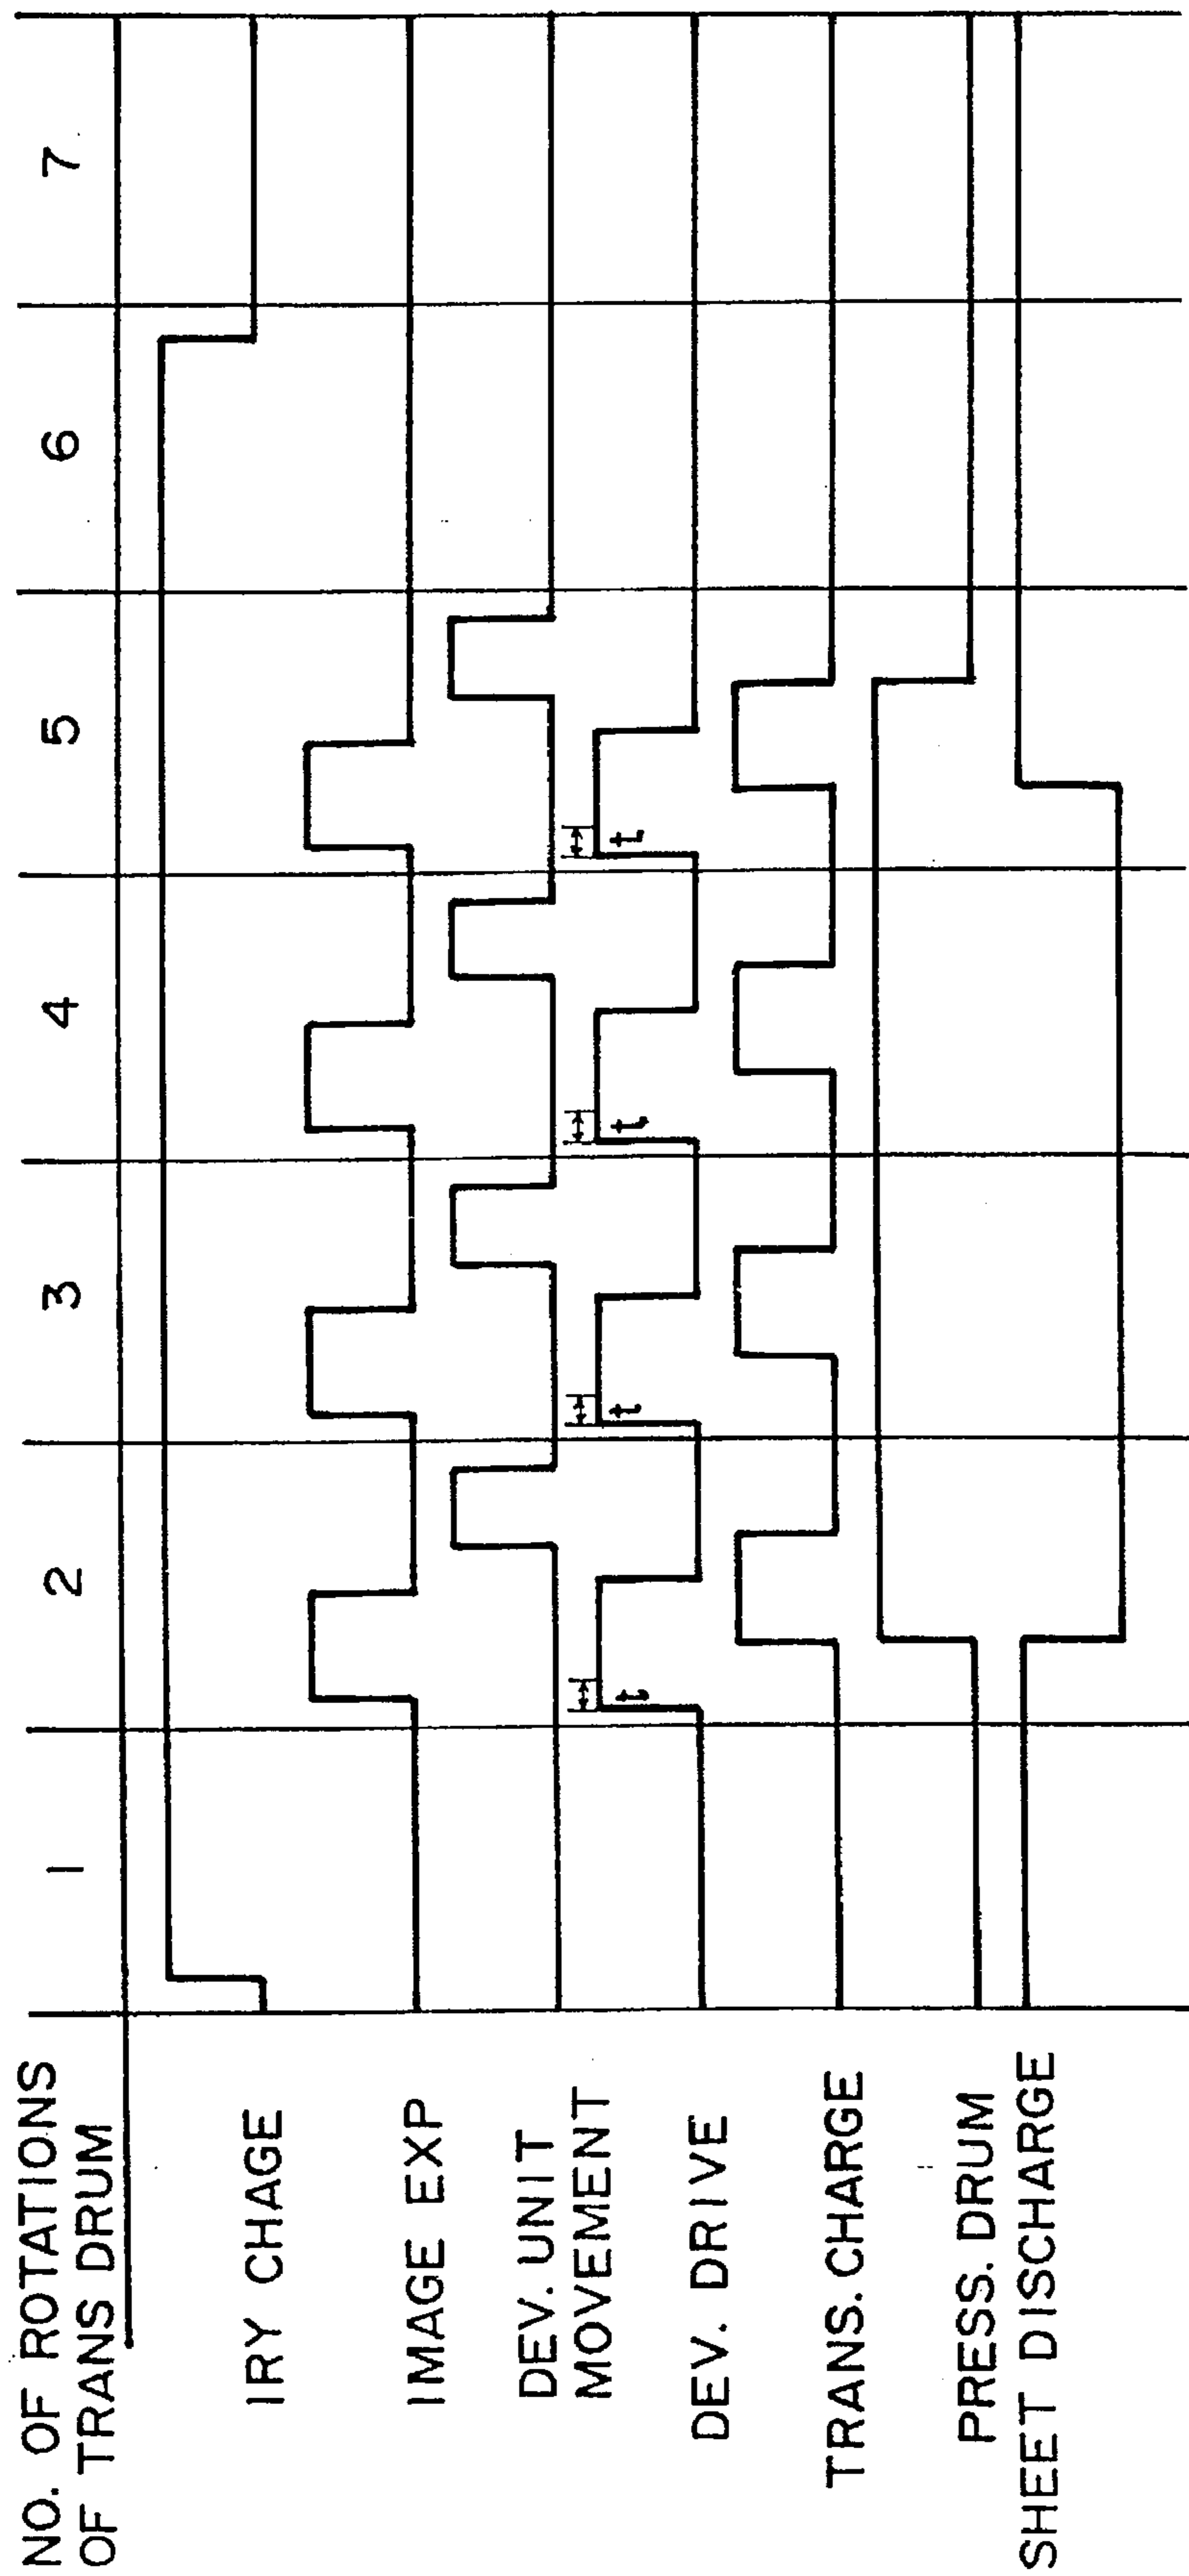 NO. OF ROTATIONS
OF TRANS DRUM
1 2 3 4 5 6 7
IRY CHAGE
IMAGE EXP
DEV. UNIT
MOVEMENT
t t t t
DEV. DRIVE
TRANS. CHARGE
PRESS. DRUM
SHEET DISCHARGE